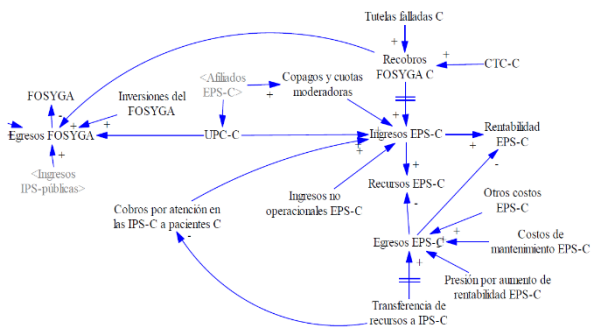 Tutelas falladas C
Recobros
FOSYGA C
CTC-C
FOSYGA
Inversiones del
FOSYGA
<Afiliados
EPS-C>
Copagos y cuotas
moderadoras
Egresos FOSYGA
UPC-C
Ingresos EPS-C
Rentabilidad
EPS-C
<Ingresos
IPS-públicas>
Recursos EPS-C
Cobros por atención en
las IPS-C a pacientes C
Ingresos no
operacionales EPS-C
Otros costos
EPS-C
Egresos EPS-C
Costos de
mantenimiento EPS-C
Presión por aumento de
rentabilidad EPS-C
Transferencia de
recursos a IPS-C